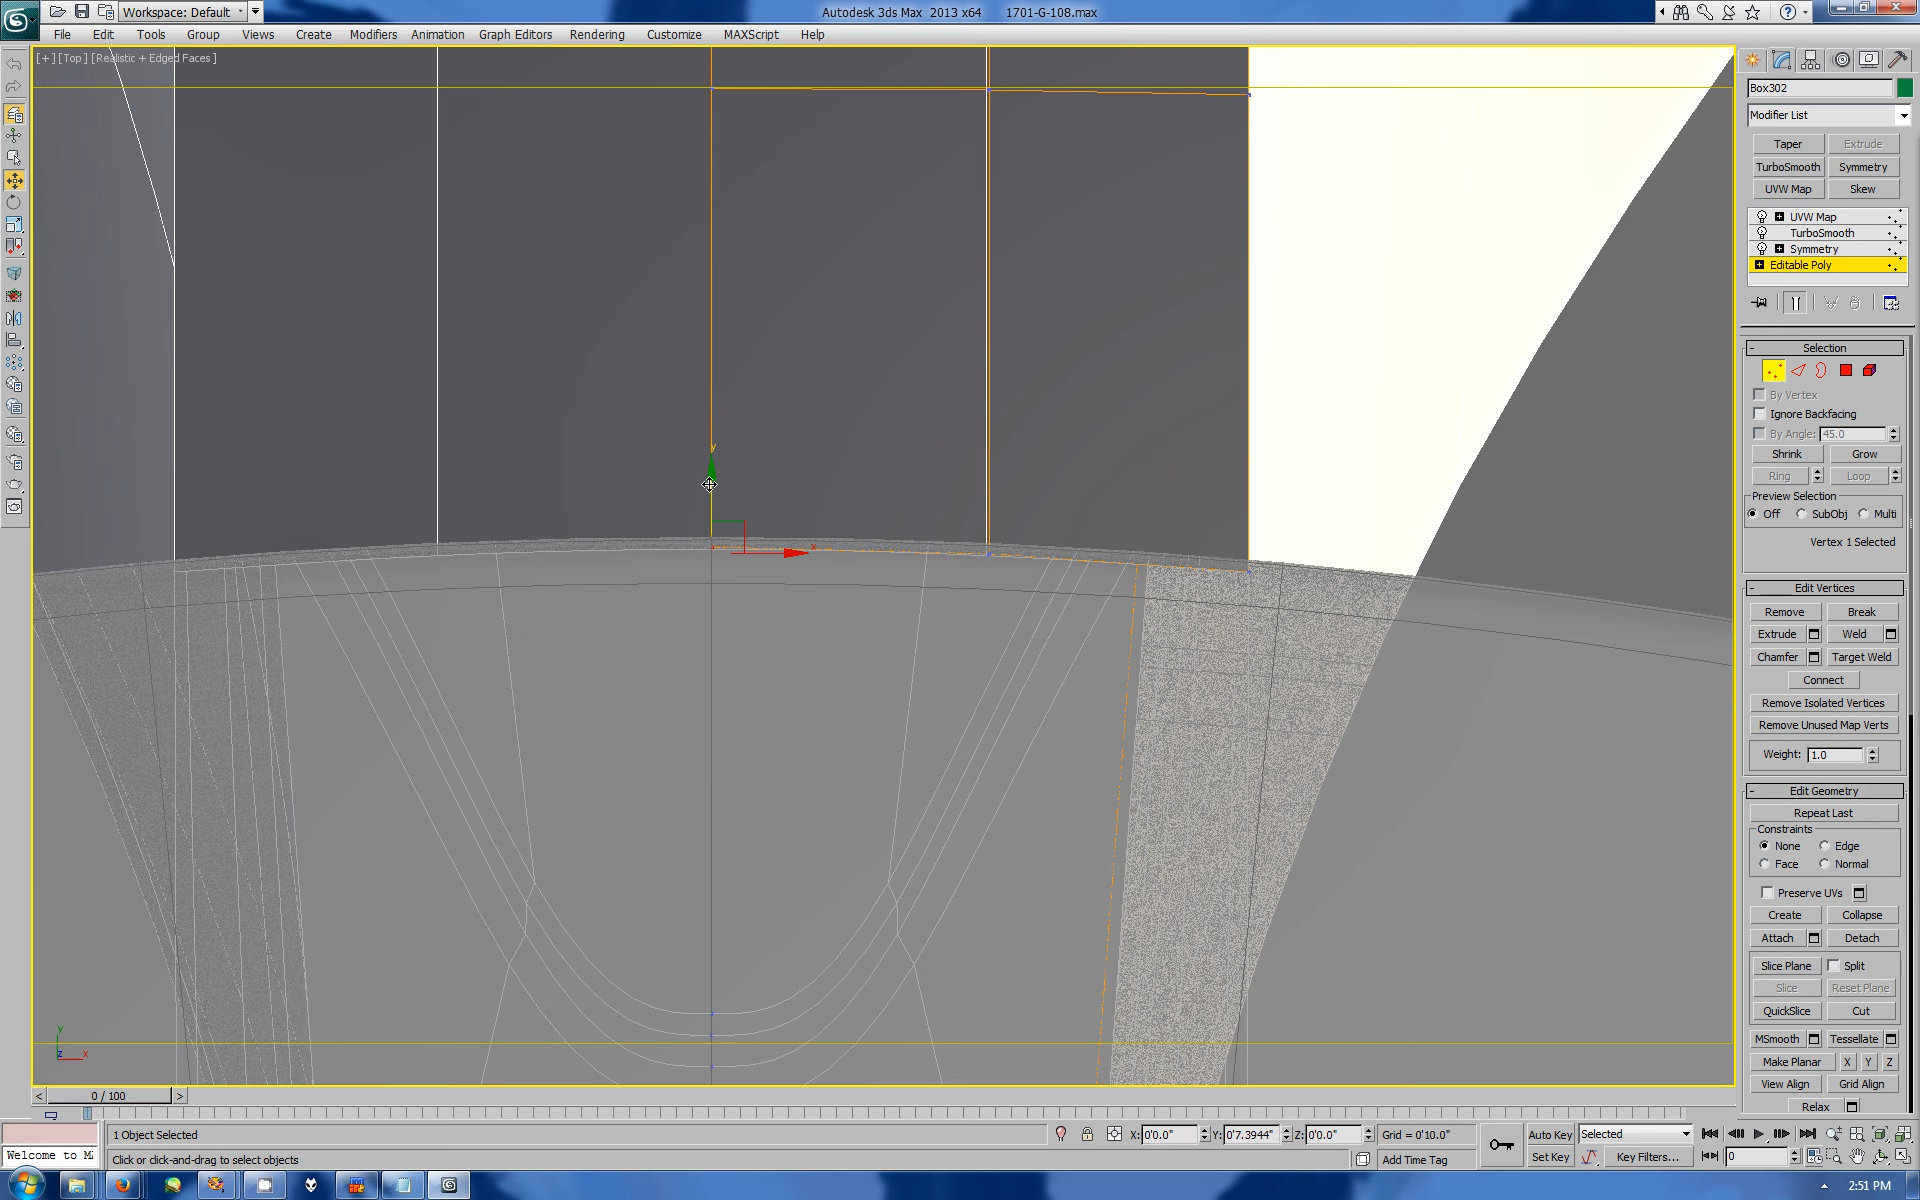 Workspace: Default
Autodesk 3ds Max 2013 x64 1701-G-108.max
File Edit Tools Group Views Create Modifiers Animation Graph Editors Rendering Customize MAXScript Help
[+] [Top ] [Realistic + Edged Faces ]
Box302
Modifier List
Taper Extrude
TurboSmooth Symmetry
UVW Map Skew
UVW Map
TurboSmooth
Symmetry
Editable Poly
Selection
By Vertex
Ignore Backfacing
By Angle: 45.0
Shrink Grow
Ring Loop
Preview Selection
Off SubObj Multi
Vertex 1 Selected
Edit Vertices
Remove Break
Extrude Weld
Chamfer Target Weld
Connect
Remove Isolated Vertices
Remove Unused Map Verts
Weight: 1.0
Edit Geometry
Repeat Last
Constraints
None Edge
Face Normal
Preserve UVs
Create Collapse
Attach Detach
Slice Plane Split
Slice Reset Plane
QuickSlice Cut
MSmooth Tessellate
Make Planar X Y Z
View Align Grid Align
Relax
y
x
y
z x
< 0 / 100 >
1 Object Selected X: 0'0.0" Y: 0'7.3944" Z: 0'0.0" Grid = 0'10.0" Auto Key Selected
Welcome to M Click or click-and-drag to select objects Add Time Tag Set Key Key Filters... 0
2:51 PM